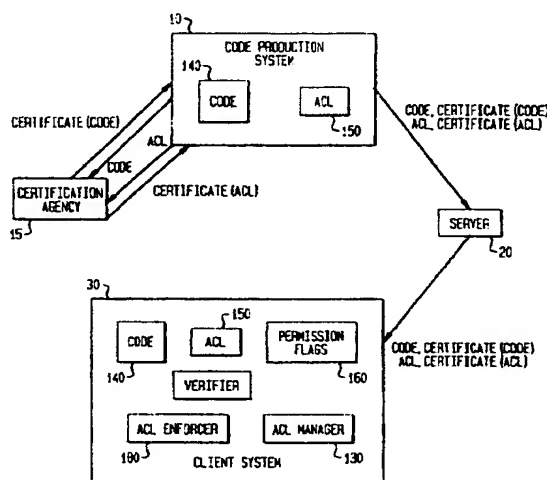 10
CODE PRODUCTION
SYSTEM
140
CODE
ACL
150
CERTIFICATE (CODE)
ACL
CODE
CERTIFICATE (ACL)
CERTIFICATION
AGENCY
15
CODE, CERTIFICATE (CODE)
ACL, CERTIFICATE (ACL)
SERVER
20
30
CODE
140
150
ACL
PERMISSION
FLAGS
160
VERIFIER
CODE, CERTIFICATE (CODE)
ACL, CERTIFICATE (ACL)
ACL ENFORCER
180
ACL MANAGER
130
CLIENT SYSTEM